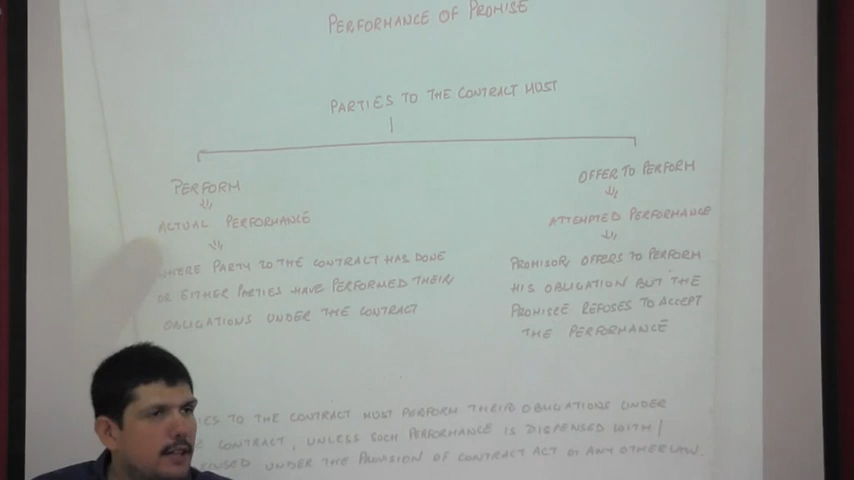 PERFORMANCE OF PROMISE
PARTIES TO THE CONTRACT MUST
PERFORM
OFFER TO PERFORM
ACTUAL PERFORMANCE
ATTEMPTED PERFORMANCE
WHERE PARTY TO THE CONTRACT HAS DONE
OR EITHER PARTIES HAVE PERFORMED THEIR
OBLIGATIONS UNDER THE CONTRACT
PROMISOR OFFERS TO PERFORM
HIS OBLIGATION BUT THE
PROMISEE REFUSES TO ACCEPT
THE PERFORMANCE
TO THE CONTRACT MUST PERFORM THEIR OBLIGATIONS UNDER
CONTRACT, UNLESS SUCH PERFORMANCE IS DISPENSED WITH/
UNDER THE PROVISION OF CONTRACT ACT OR ANY OTHER LAW.